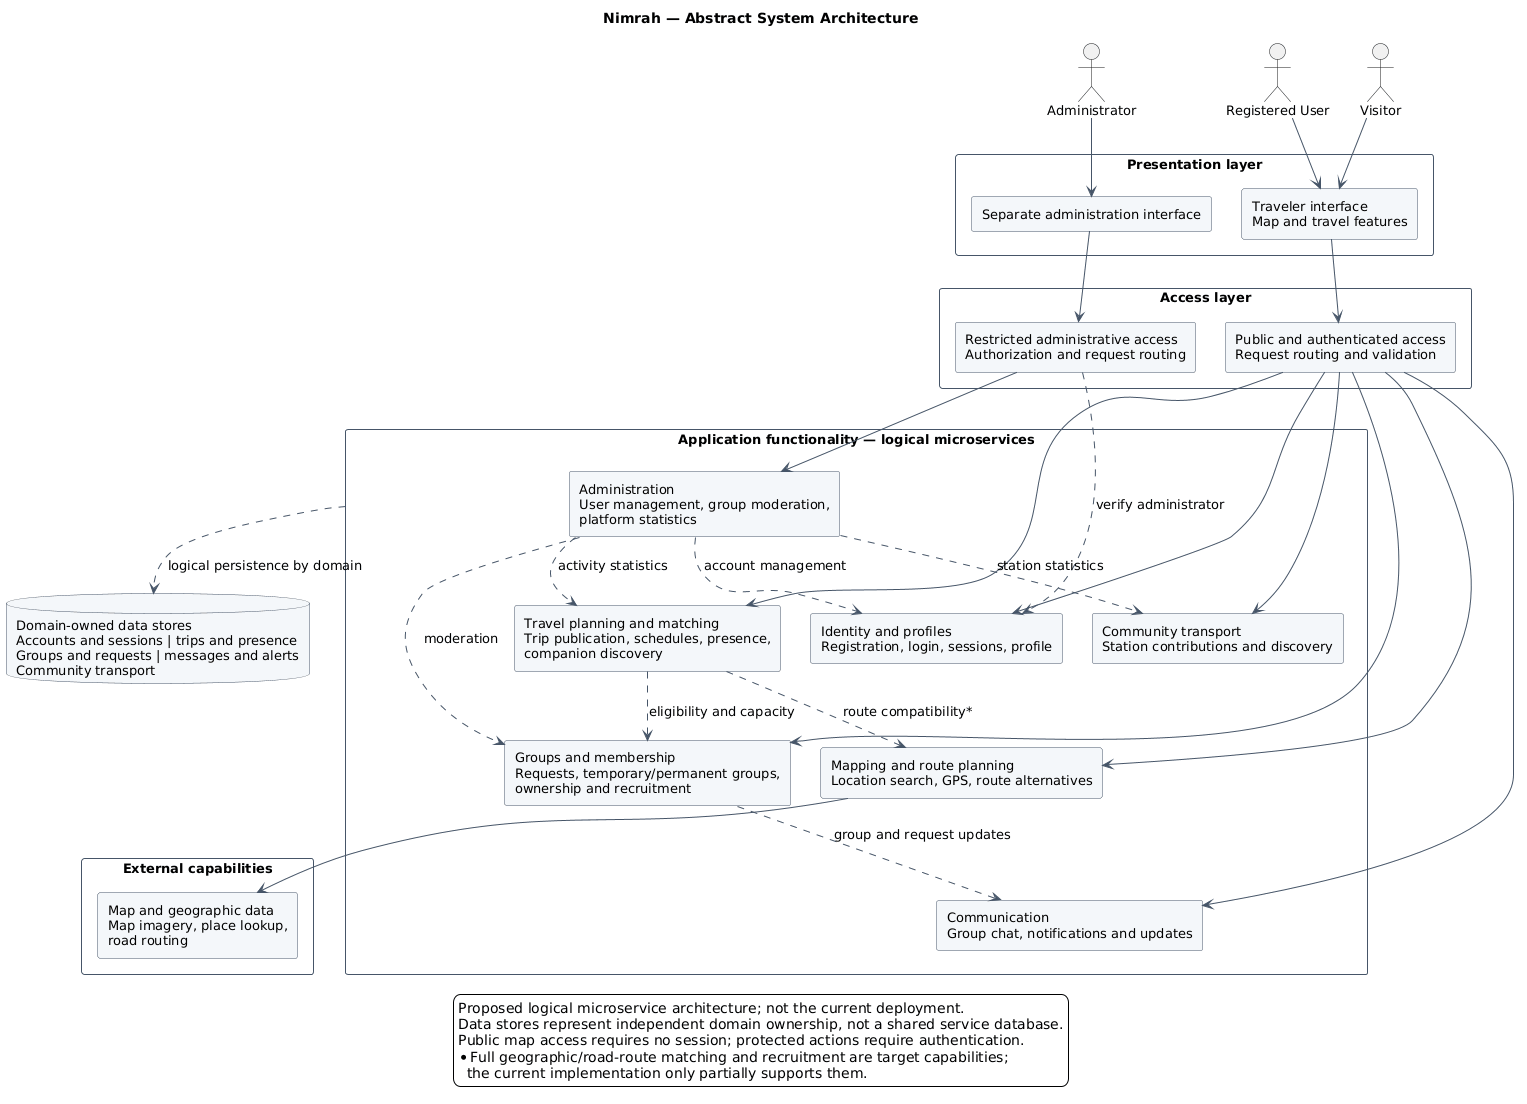 Nimrah — Abstract System Architecture
Administrator
Registered User
Visitor
Presentation layer
Separate administration interface
Traveler interface
Map and travel features
Access layer
Restricted administrative access
Authorization and request routing
Public and authenticated access
Request routing and validation
Application functionality — logical microservices
Administration
User management, group moderation,
platform statistics
verify administrator
logical persistence by domain
activity statistics
account management
station statistics
Domain-owned data stores
Accounts and sessions | trips and presence
Groups and requests | messages and alerts
Community transport
moderation
Travel planning and matching
Trip publication, schedules, presence,
companion discovery
Identity and profiles
Registration, login, sessions, profile
Community transport
Station contributions and discovery
eligibility and capacity
route compatibility*
Groups and membership
Requests, temporary/permanent groups,
ownership and recruitment
Mapping and route planning
Location search, GPS, route alternatives
group and request updates
External capabilities
Map and geographic data
Map imagery, place lookup,
road routing
Communication
Group chat, notifications and updates
Proposed logical microservice architecture; not the current deployment.
Data stores represent independent domain ownership, not a shared service database.
Public map access requires no session; protected actions require authentication.
• Full geographic/road-route matching and recruitment are target capabilities;
the current implementation only partially supports them.